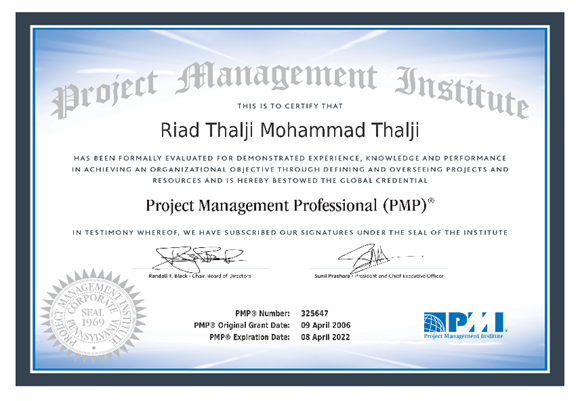 Project Management Institute
THIS IS TO CERTIFY THAT
Riad Thalji Mohammad Thalji
HAS BEEN FORMALLY EVALUATED FOR DEMONSTRATED EXPERIENCE, KNOWLEDGE AND PERFORMANCE
IN ACHIEVING AN ORGANIZATIONAL OBJECTIVE THROUGH DEFINING AND OVERSEEING PROJECTS AND
RESOURCES AND IS HEREBY BESTOWED THE GLOBAL CREDENTIAL
Project Management Professional (PMP)®
IN TESTIMONY WHEREOF, WE HAVE SUBSCRIBED OUR SIGNATURES UNDER THE SEAL OF THE INSTITUTE
Randall T. Black - Chair, Board of Directors
Sunil Prashara - President and Chief Executive Officer
PROJECT MANAGEMENT INSTITUTE
CORPORATE
SEAL
1969
PENNSYLVANIA
PMP® Number: 325647
PMP® Original Grant Date: 09 April 2006
PMP® Expiration Date: 08 April 2022
PMI®
Project Management Institute